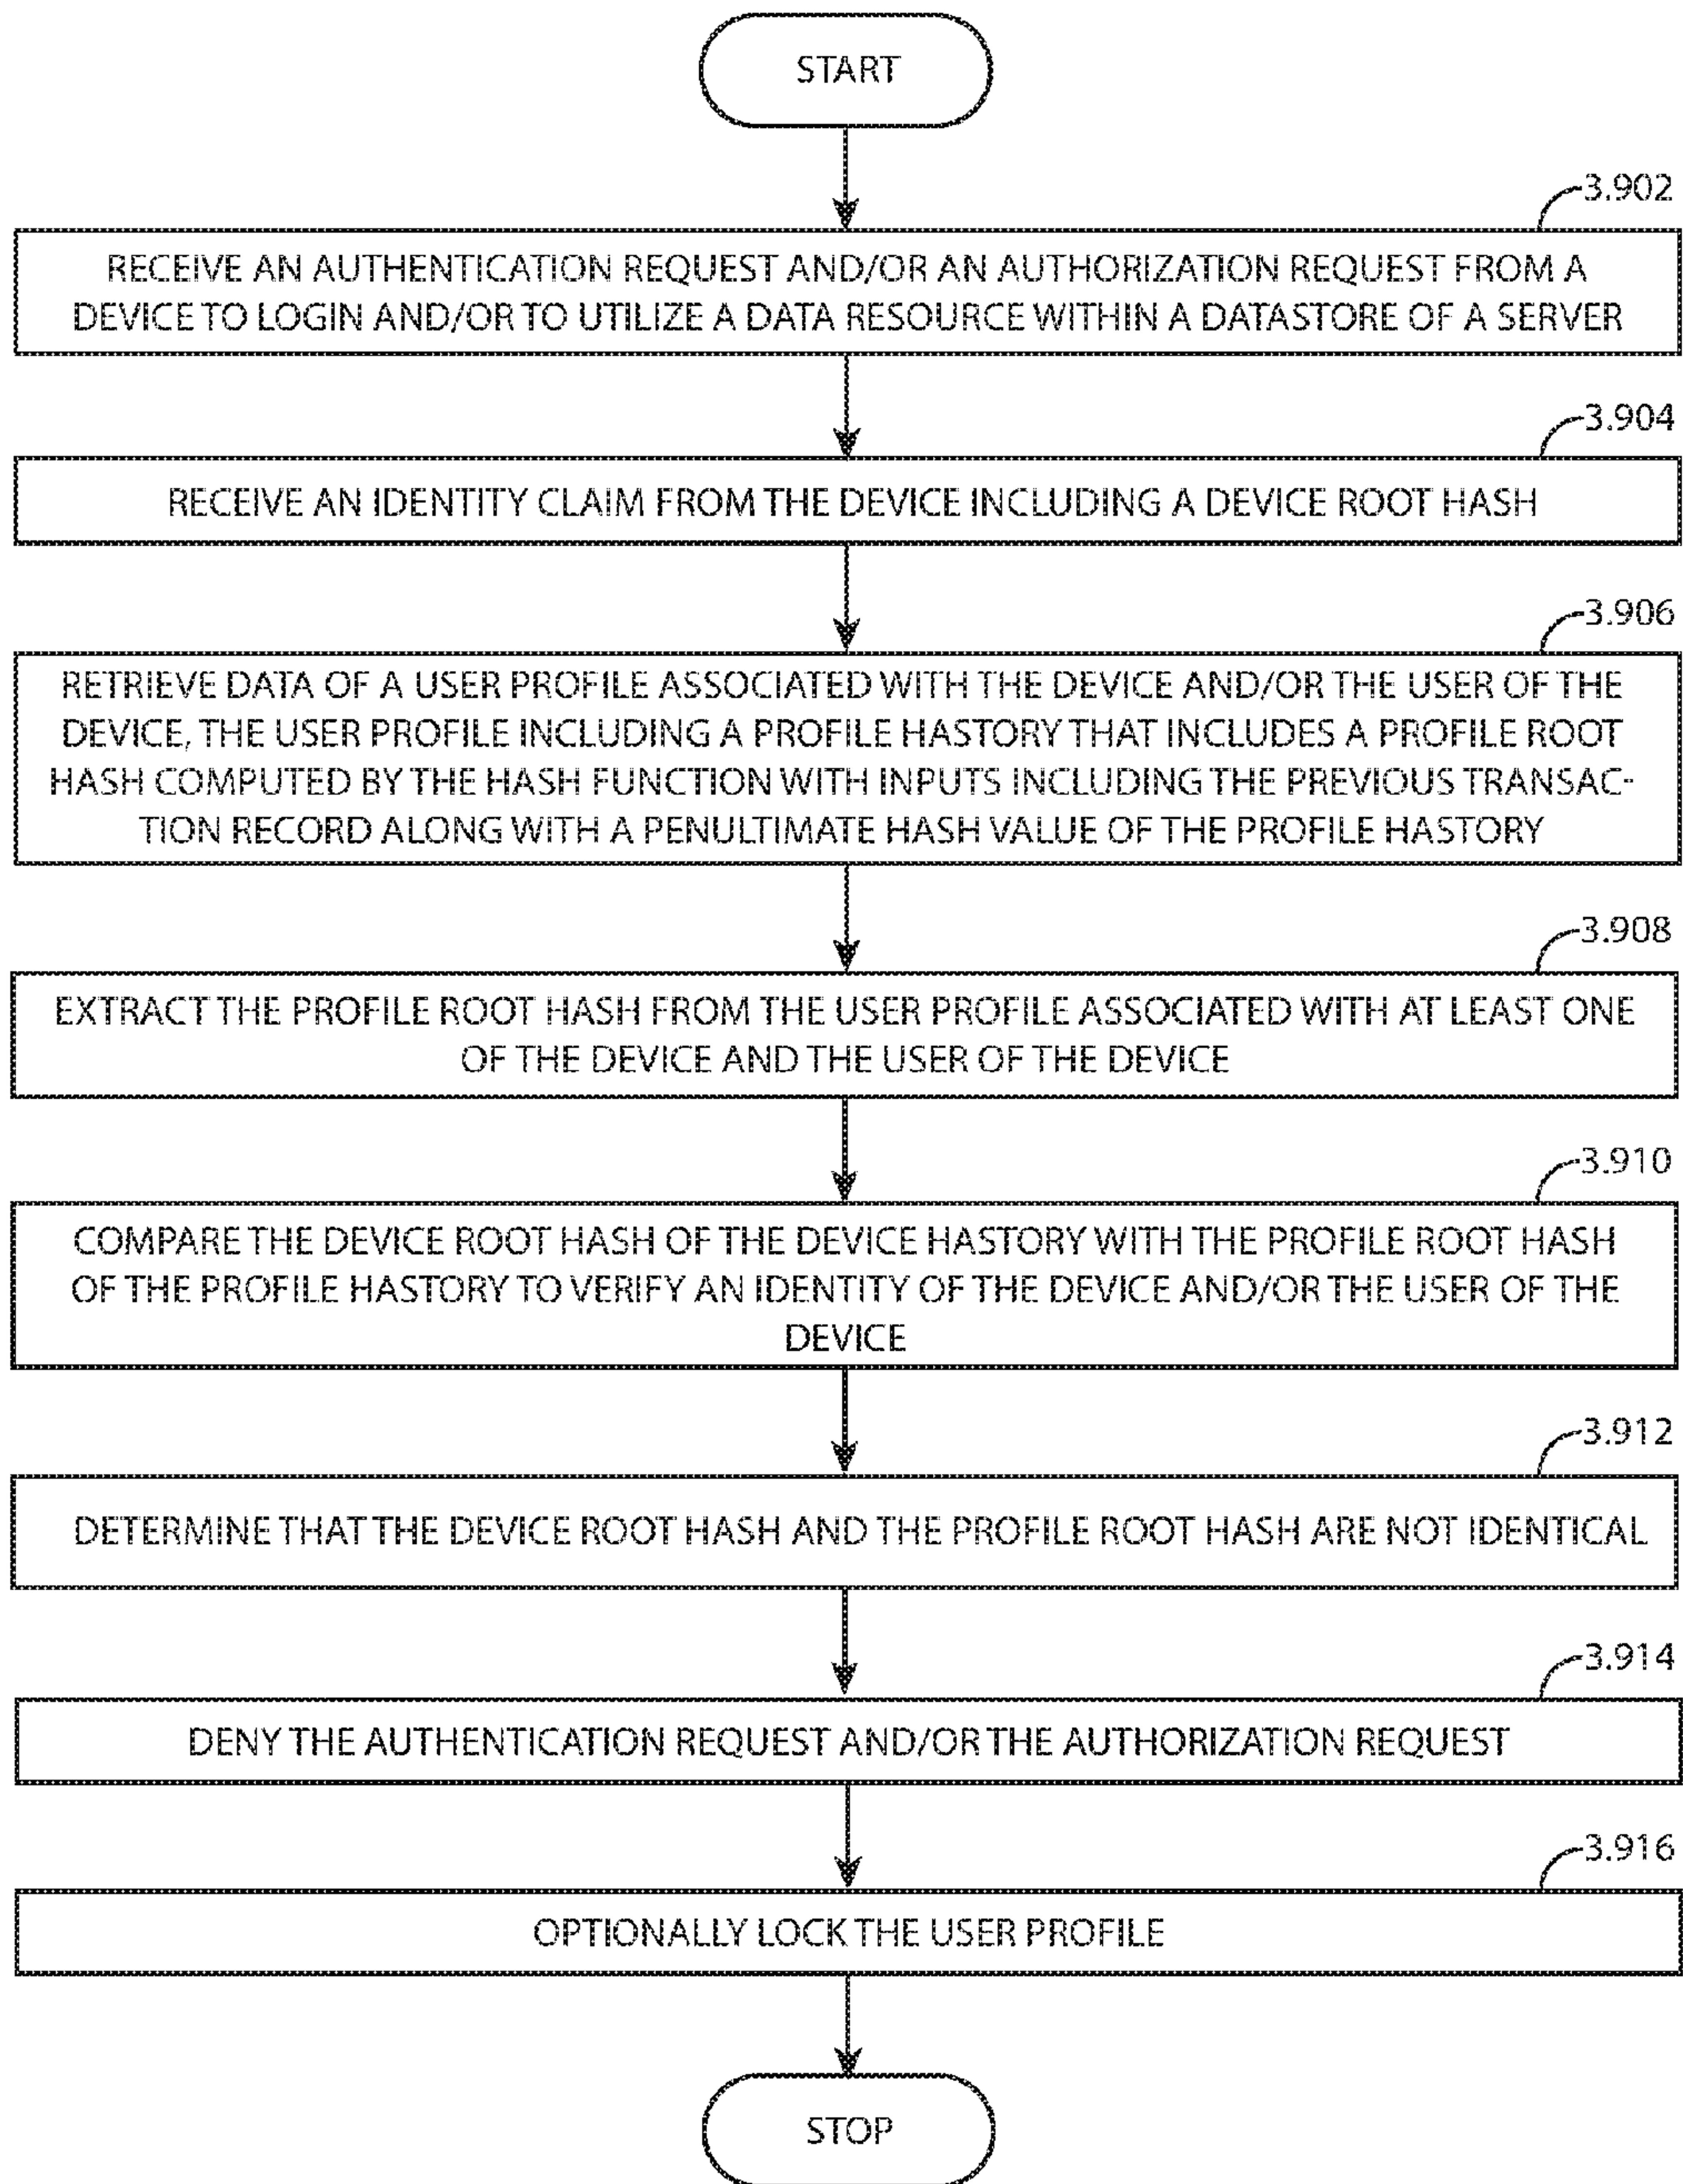 START
3.902
RECEIVE AN AUTHENTICATION REQUEST AND/OR AN AUTHORIZATION REQUEST FROM A
DEVICE TO LOGIN AND/OR TO UTILIZE A DATA RESOURCE WITHIN A DATASTORE OF A SERVER
3.904
RECEIVE AN IDENTITY CLAIM FROM THE DEVICE INCLUDING A DEVICE ROOT HASH
3.906
RETRIEVE DATA OF A USER PROFILE ASSOCIATED WITH THE DEVICE AND/OR THE USER OF THE
DEVICE, THE USER PROFILE INCLUDING A PROFILE HASTORY THAT INCLUDES A PROFILE ROOT
HASH COMPUTED BY THE HASH FUNCTION WITH INPUTS INCLUDING THE PREVIOUS TRANSAC-
TION RECORD ALONG WITH A PENULTIMATE HASH VALUE OF THE PROFILE HASTORY
3.908
EXTRACT THE PROFILE ROOT HASH FROM THE USER PROFILE ASSOCIATED WITH AT LEAST ONE
OF THE DEVICE AND THE USER OF THE DEVICE
3.910
COMPARE THE DEVICE ROOT HASH OF THE DEVICE HASTORY WITH THE PROFILE ROOT HASH
OF THE PROFILE HASTORY TO VERIFY AN IDENTITY OF THE DEVICE AND/OR THE USER OF THE
DEVICE
3.912
DETERMINE THAT THE DEVICE ROOT HASH AND THE PROFILE ROOT HASH ARE NOT IDENTICAL
3.914
DENY THE AUTHENTICATION REQUEST AND/OR THE AUTHORIZATION REQUEST
3.916
OPTIONALLY LOCK THE USER PROFILE
STOP